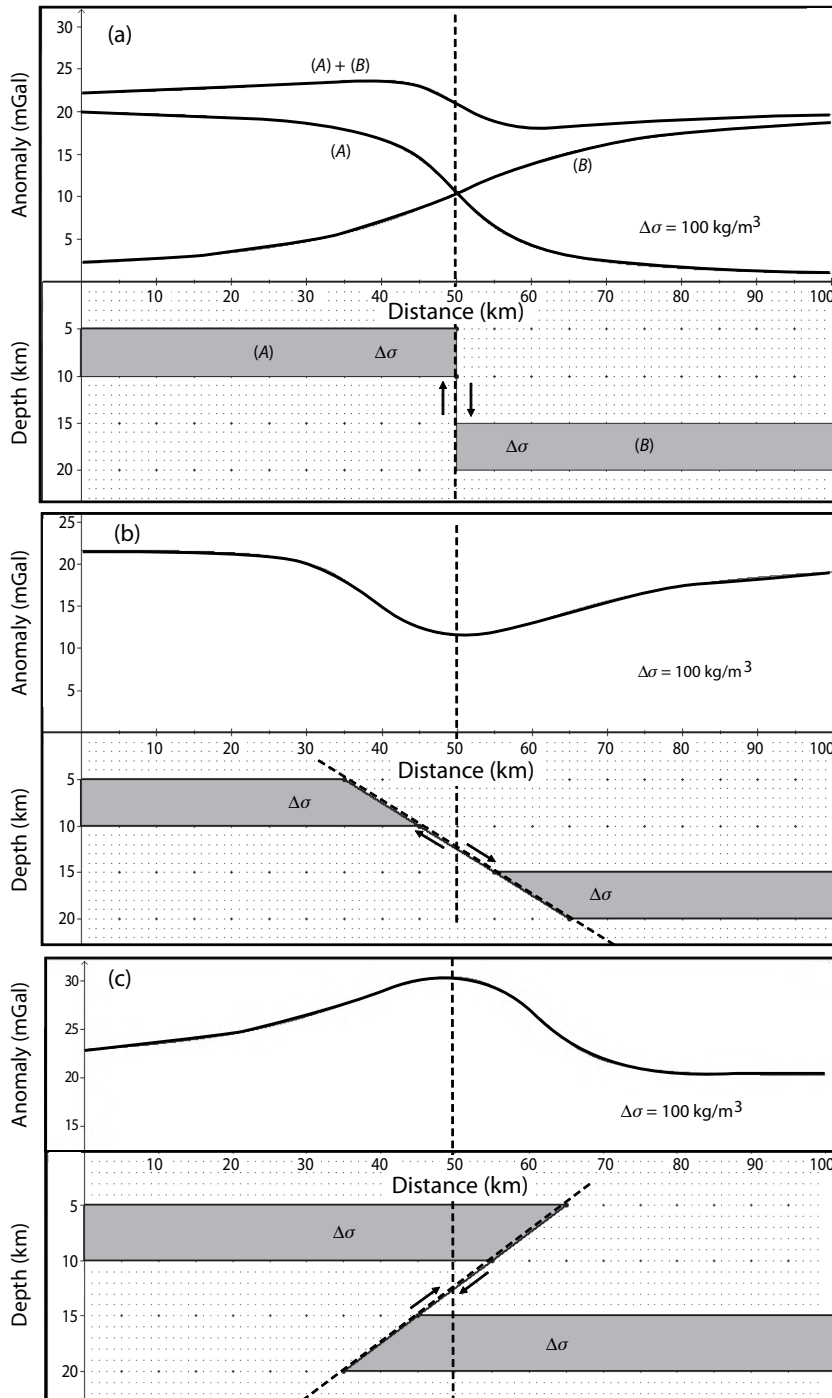 (a)
Anomaly (mGal)
30
25
20
15
10
5
(A) + (B)
(A)
(B)
Δσ = 100 kg/m³
10 20 30 40 50 60 70 80 90 100
Distance (km)
Depth (km)
5
10
15
20
(A) Δσ
Δσ (B)
(b)
Anomaly (mGal)
25
20
15
10
5
Δσ = 100 kg/m³
10 20 30 40 50 60 70 80 90 100
Distance (km)
Depth (km)
5
10
15
20
Δσ
Δσ
(c)
Anomaly (mGal)
30
25
20
15
Δσ = 100 kg/m³
10 20 30 40 50 60 70 80 90 100
Distance (km)
Depth (km)
5
10
15
20
Δσ
Δσ